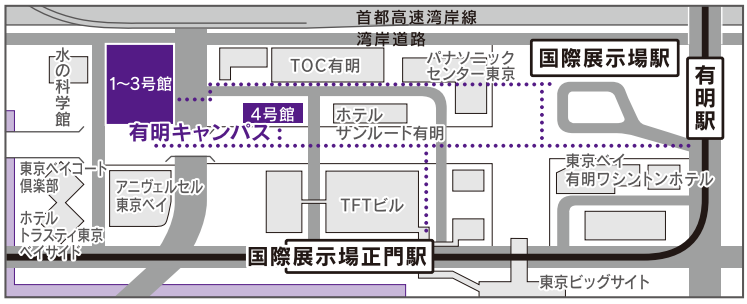 首都高速湾岸線
湾岸道路
水の科学館
1~3号館
TOC有明
パナソニック
センター東京
国際展示場駅
有明駅
4号館
ホテル
サンルート有明
有明キャンパス:
東京ベイコート
倶楽部
アニヴェルセル
東京ベイ
東京ベイ
有明ワシントンホテル
TFTビル
ホテル
トラスティ東京
ベイサイド
国際展示場正門駅
東京ビッグサイト